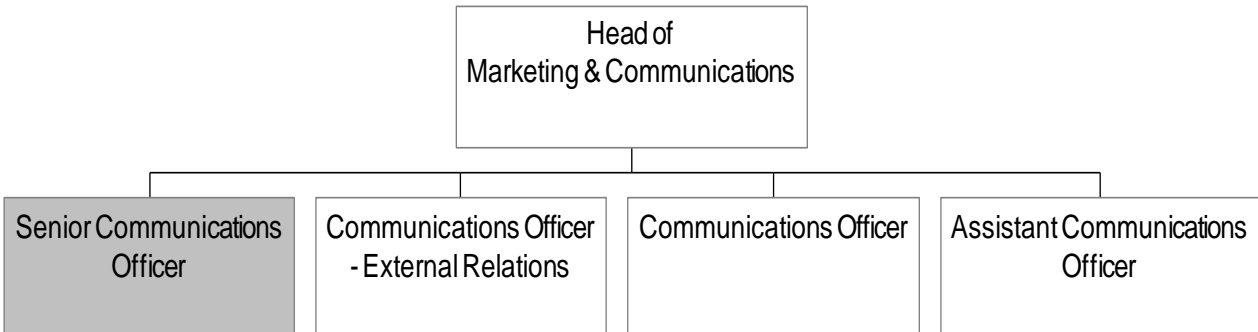 Head of
Marketing & Communications
Senior Communications
Officer
Communications Officer
- External Relations
Communications Officer
Assistant Communications
Officer